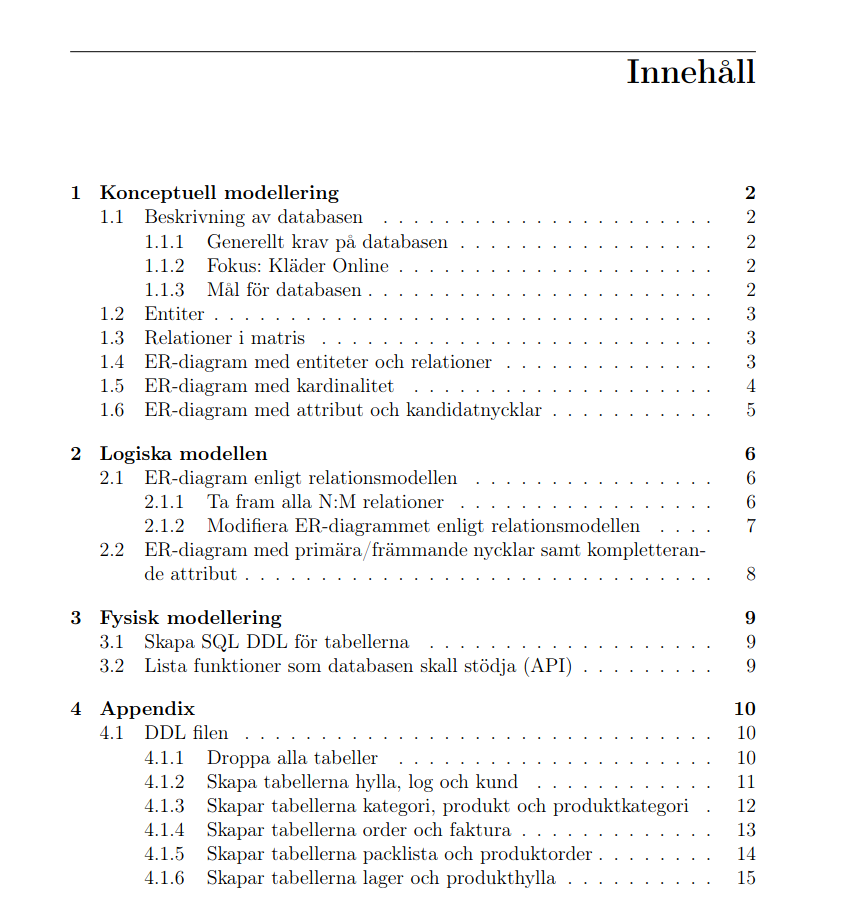 Innehåll
1 Konceptuell modellering 2
1.1 Beskrivning av databasen . . . . . . . . . . . . . . . . . . . . . . 2
1.1.1 Generellt krav på databasen . . . . . . . . . . . . . . . . . 2
1.1.2 Fokus: Kläder Online . . . . . . . . . . . . . . . . . . . . . 2
1.1.3 Mål för databasen . . . . . . . . . . . . . . . . . . . . . . . 2
1.2 Entiter . . . . . . . . . . . . . . . . . . . . . . . . . . . . . . . . . 3
1.3 Relationer i matris . . . . . . . . . . . . . . . . . . . . . . . . . . 3
1.4 ER-diagram med entiteter och relationer . . . . . . . . . . . . . . 3
1.5 ER-diagram med kardinalitet . . . . . . . . . . . . . . . . . . . . 4
1.6 ER-diagram med attribut och kandidatnycklar . . . . . . . . . . . 5
2 Logiska modellen 6
2.1 ER-diagram enligt relationsmodellen . . . . . . . . . . . . . . . . 6
2.1.1 Ta fram alla N:M relationer . . . . . . . . . . . . . . . . . 6
2.1.2 Modifiera ER-diagrammet enligt relationsmodellen . . . . 7
2.2 ER-diagram med primära/främmande nycklar samt kompletteran-
de attribut . . . . . . . . . . . . . . . . . . . . . . . . . . . . . . . 8
3 Fysisk modellering 9
3.1 Skapa SQL DDL för tabellerna . . . . . . . . . . . . . . . . . . . 9
3.2 Lista funktioner som databasen skall stödja (API) . . . . . . . . . 9
4 Appendix 10
4.1 DDL filen . . . . . . . . . . . . . . . . . . . . . . . . . . . . . . . 10
4.1.1 Droppa alla tabeller . . . . . . . . . . . . . . . . . . . . . 10
4.1.2 Skapa tabellerna hylla, log och kund . . . . . . . . . . . . 11
4.1.3 Skapar tabellerna kategori, produkt och produktkategori . 12
4.1.4 Skapar tabellerna order och faktura . . . . . . . . . . . . . 13
4.1.5 Skapar tabellerna packlista och produktorder . . . . . . . . 14
4.1.6 Skapar tabellerna lager och produkthylla . . . . . . . . . . 15